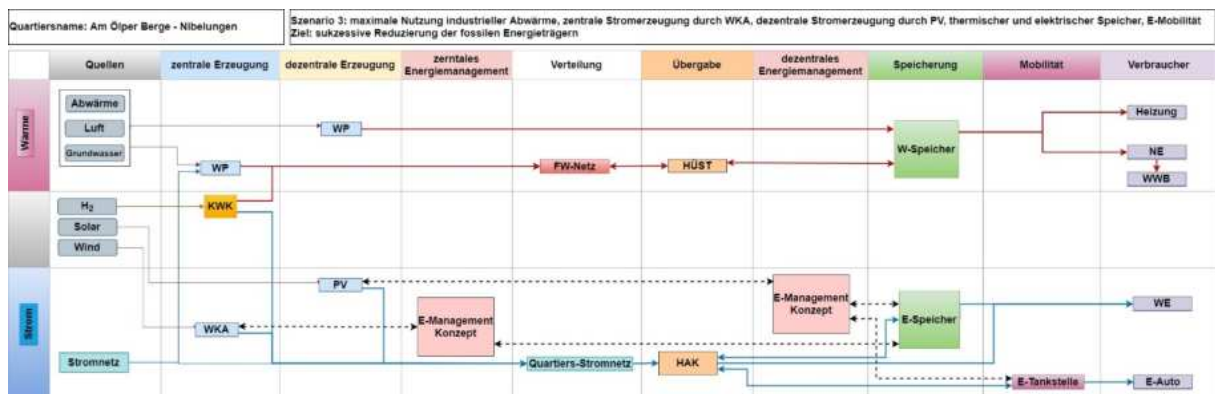 Quartiersname: Am Ölper Berge - Nibelungen
Szenario 3: maximale Nutzung industrieller Abwärme, zentrale Stromerzeugung durch WKA, dezentrale Stromerzeugung durch PV, thermischer und elektrischer Speicher, E-Mobilität
Ziel: sukzessive Reduzierung der fossilen Energieträgern
Quellen
zentrale Erzeugung
dezentrale Erzeugung
zerntales
Energiemanagement
Verteilung
Übergabe
dezentrales
Energiemanagement
Speicherung
Mobilität
Verbraucher
Wärme
Abwärme
Luft
Grundwasser
WP
WP
FW-Netz
HÜST
W-Speicher
Heizung
NE
WWB
H₂
Solar
Wind
KWK
Strom
PV
WKA
E-Management
Konzept
E-Management
Konzept
E-Speicher
WE
Stromnetz
Quartiers-Stromnetz
HAK
E-Tankstelle
E-Auto